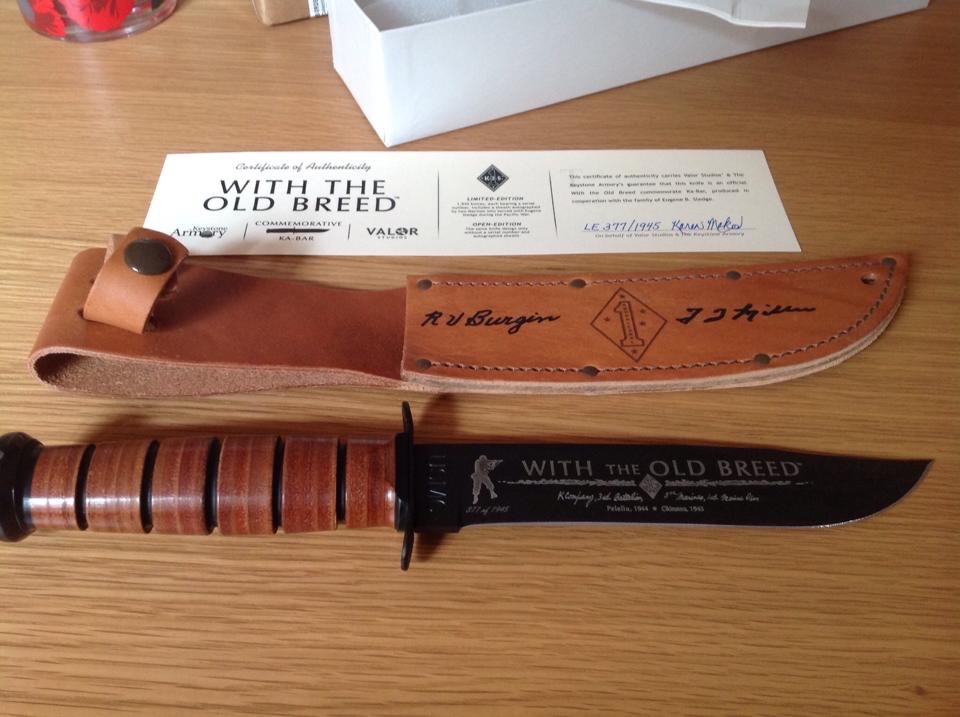 Certificate of Authenticity
WITH THE
OLD BREED™
Keystone
Armory
COMMEMORATIVE
KA-BAR
VALOR
STUDIOS
LIMITED-EDITION
OPEN-EDITION
This certificate of authenticity carries Valor Studios' & The
Keystone Armory's guarantee that this knife is an official
With the Old Breed commemorate Ka-Bar, produced in
cooperation with the family of Eugene B. Sledge.
LE 377/1945
On behalf of Valor Studios & The Keystone Armory
R V Burgin
1
WITH THE OLD BREED™
K Company, 3rd Battalion 5th Marines, 1st Marine Div
377 of 1945
Peleliu, 1944 Okinawa, 1945